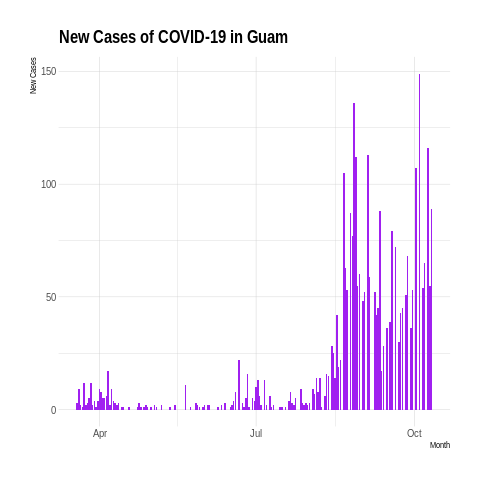 New Cases of COVID-19 in Guam
New Cases
150
100
50
0
Apr
Jul
Oct
Month